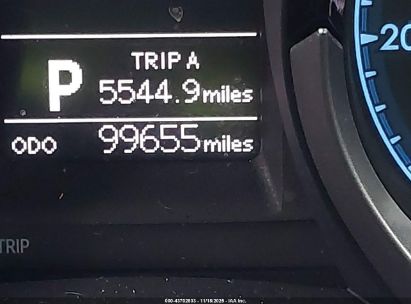 TRIP A
P 5544.9 miles
20
ODO 99655 miles
TRIP